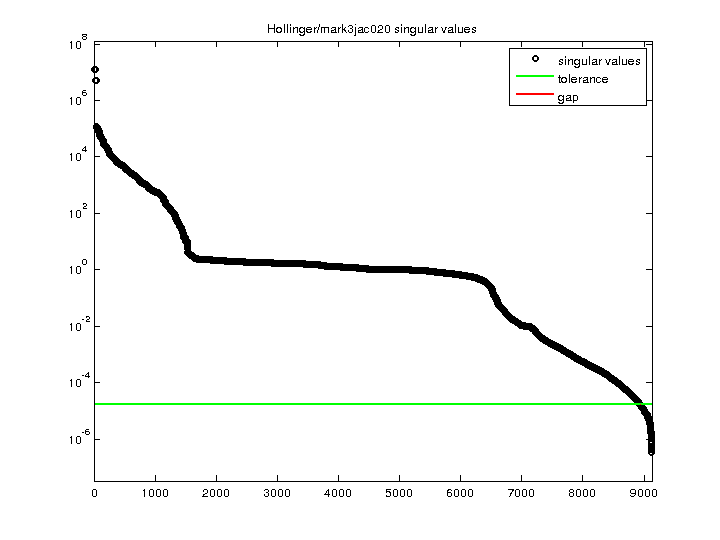 Hollinger/mark3jac020 singular values
singular values
tolerance
gap
10^8
10^6
10^4
10^2
10^0
10^-2
10^-4
10^-6
0 1000 2000 3000 4000 5000 6000 7000 8000 9000